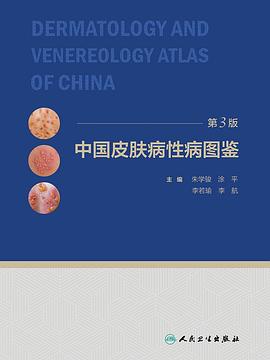 DERMATOLOGY AND
VENEREOLOGY ATLAS
OF CHINA
第3版
中国皮肤病性病图鉴
主编 朱学骏 涂平
李若瑜 李航
人民卫生出版社